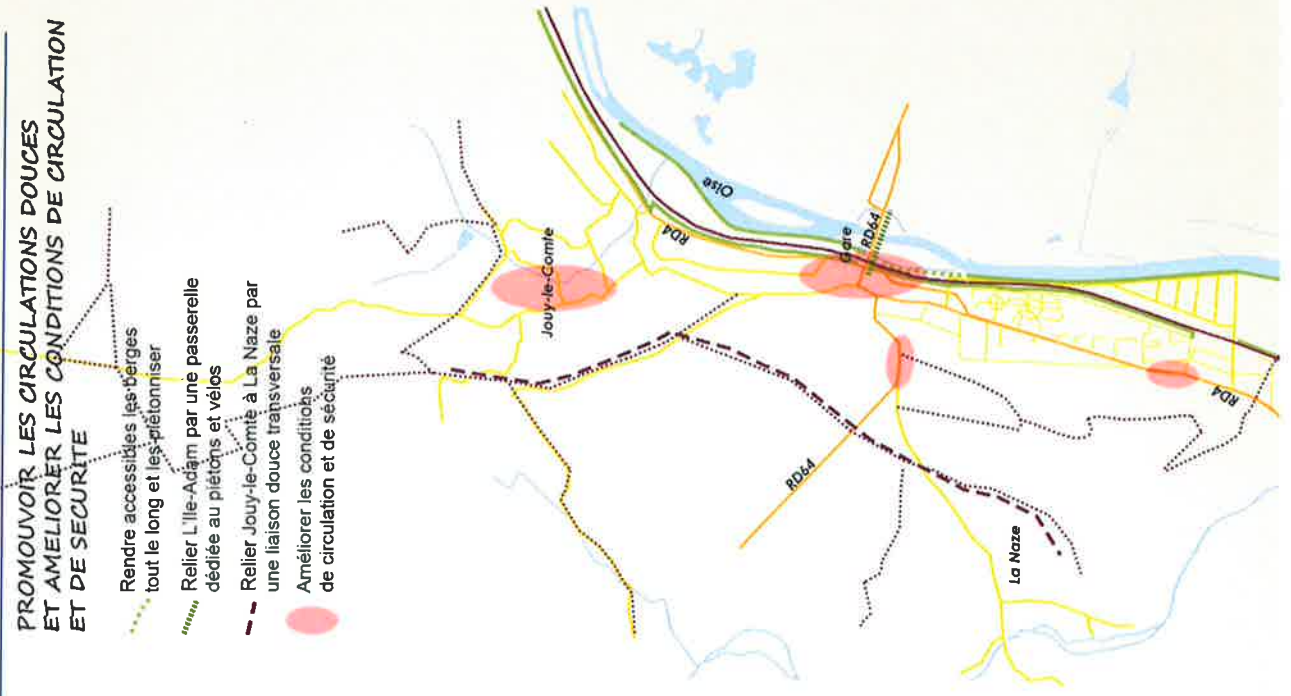 PROMOUVOIR LES CIRCULATIONS DOUCES
ET AMELIORER LES CONDITIONS DE CIRCULATION
ET DE SECURITE
Rendre accessibles les berges
tout le long et les piétonniser
Relier L'Ile-Adam par une passerelle
dédiée au piétons et vélos
Relier Jouy-le-Comte à La Naze par
une liaison douce transversale
Améliorer les conditions
de circulation et de sécurité
Jouy-le-Comte
Oise
RD4
Gare
RD64
RD64
RD4
La Naze